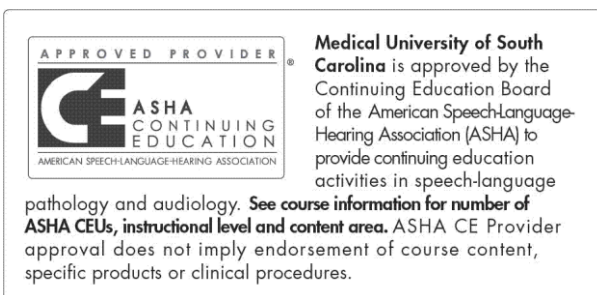 APPROVED PROVIDER
®
CE
ASHA
CONTINUING
EDUCATION
AMERICAN SPEECH-LANGUAGE-HEARING ASSOCIATION
Medical University of South
Carolina is approved by the
Continuing Education Board
of the American Speech-Language-
Hearing Association (ASHA) to
provide continuing education
activities in speech-language
pathology and audiology. See course information for number of
ASHA CEUs, instructional level and content area. ASHA CE Provider
approval does not imply endorsement of course content,
specific products or clinical procedures.